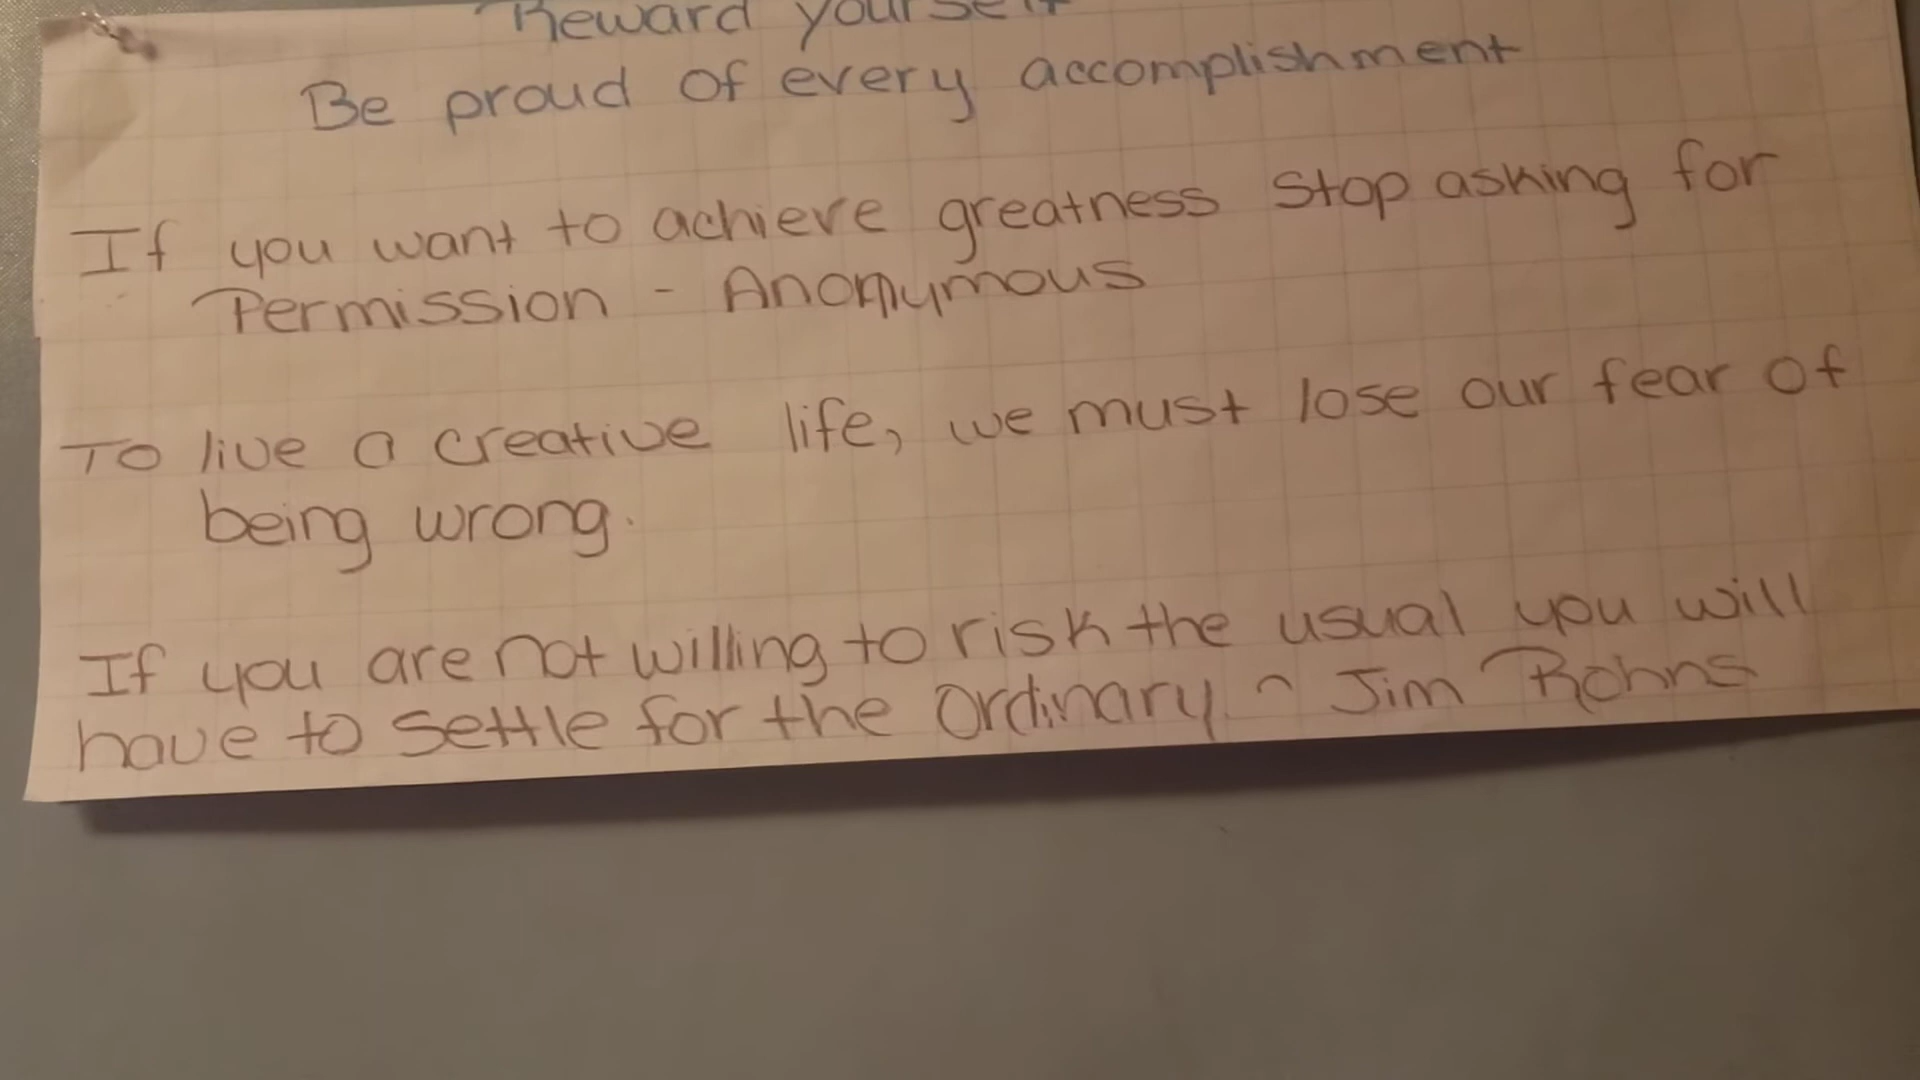 Reward yourself
Be proud of every accomplishment
If you want to achieve greatness stop asking for
Permission - Anonymous
To live a creative life, we must lose our fear of
being wrong.
If you are not willing to risk the usual you will
have to settle for the ordinary ~ Jim Rohns